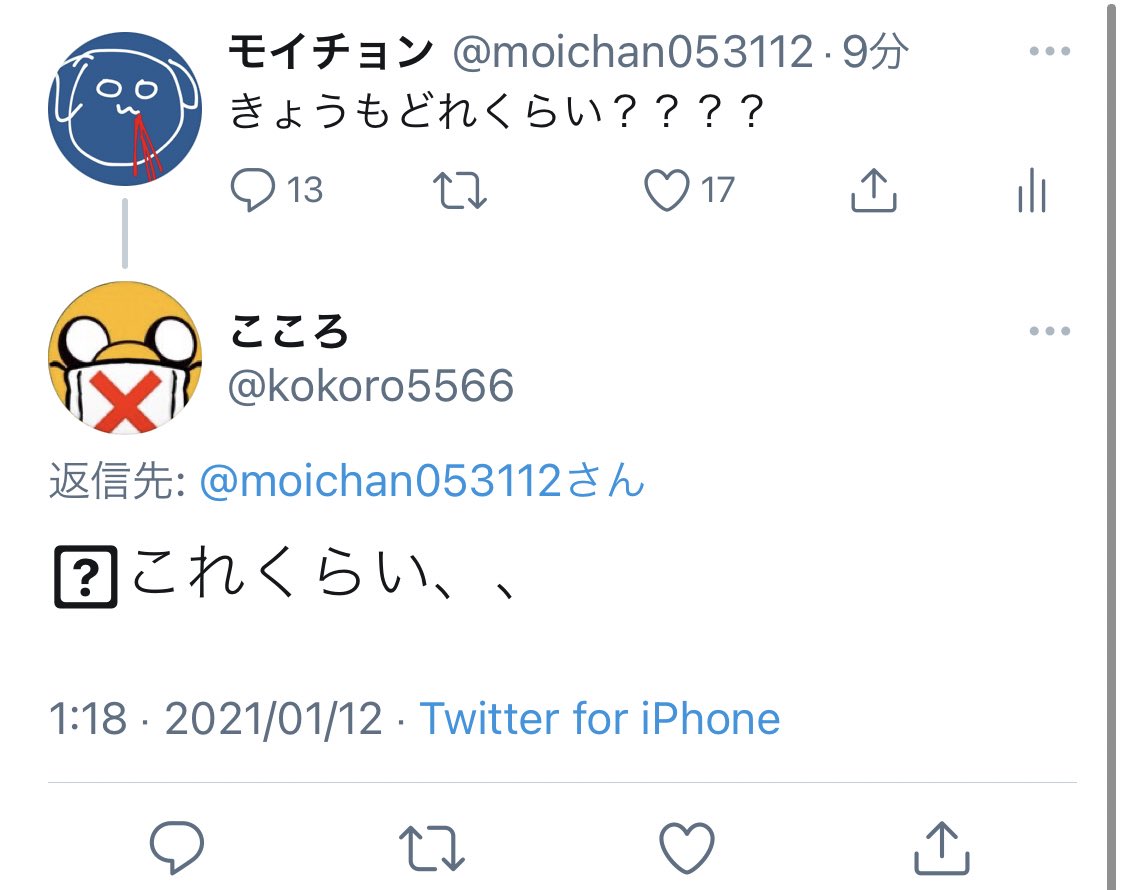 モイチョン @moichan053112 · 9分
きょうもどれくらい？？？？
13 17
こころ
@kokoro5566
返信先: @moichan053112さん
⍰これくらい、、
1:18 · 2021/01/12 · Twitter for iPhone